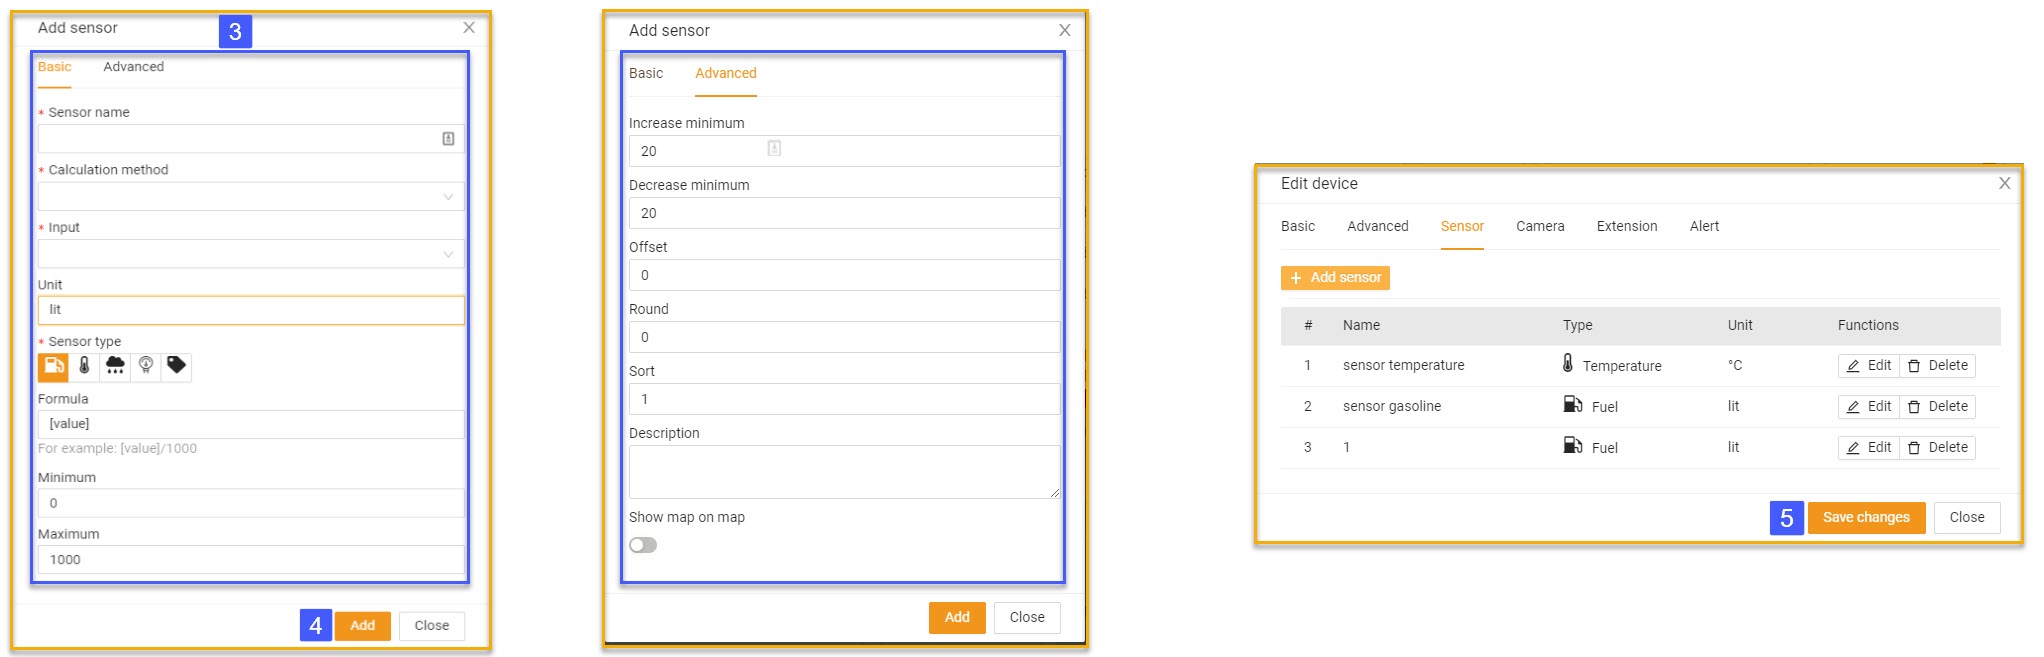 Add sensor
3
Basic Advanced
* Sensor name
* Calculation method
* Input
Unit
lit
* Sensor type
Formula
[value]
For example: [value]/1000
Minimum
0
Maximum
1000
4 Add Close
Add sensor
Basic Advanced
Increase minimum
20
Decrease minimum
20
Offset
0
Round
0
Sort
1
Description
Show map on map
Add Close
Edit device
Basic Advanced Sensor Camera Extension Alert
+ Add sensor
# Name Type Unit Functions
1 sensor temperature Temperature °C Edit Delete
2 sensor gasoline Fuel lit Edit Delete
3 1 Fuel lit Edit Delete
5 Save changes Close